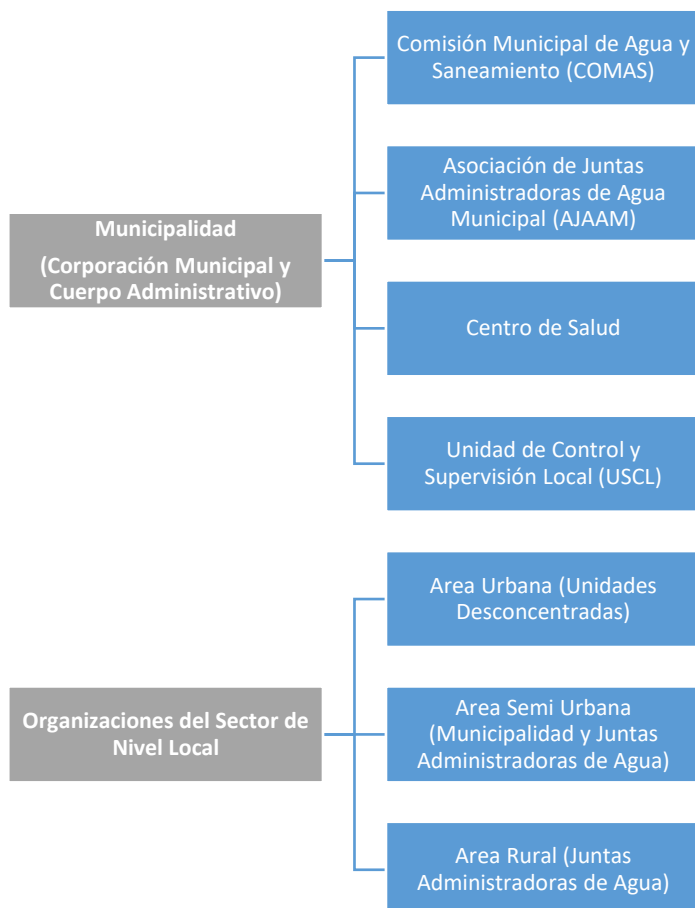 Comisión Municipal de Agua y
Saneamiento (COMAS)
Asociación de Juntas
Administradoras de Agua
Municipal (AJAAM)
Municipalidad
(Corporación Municipal y
Cuerpo Administrativo)
Centro de Salud
Unidad de Control y
Supervisión Local (USCL)
Area Urbana (Unidades
Desconcentradas)
Organizaciones del Sector de
Nivel Local
Area Semi Urbana
(Municipalidad y Juntas
Administradoras de Agua)
Area Rural (Juntas
Administradoras de Agua)